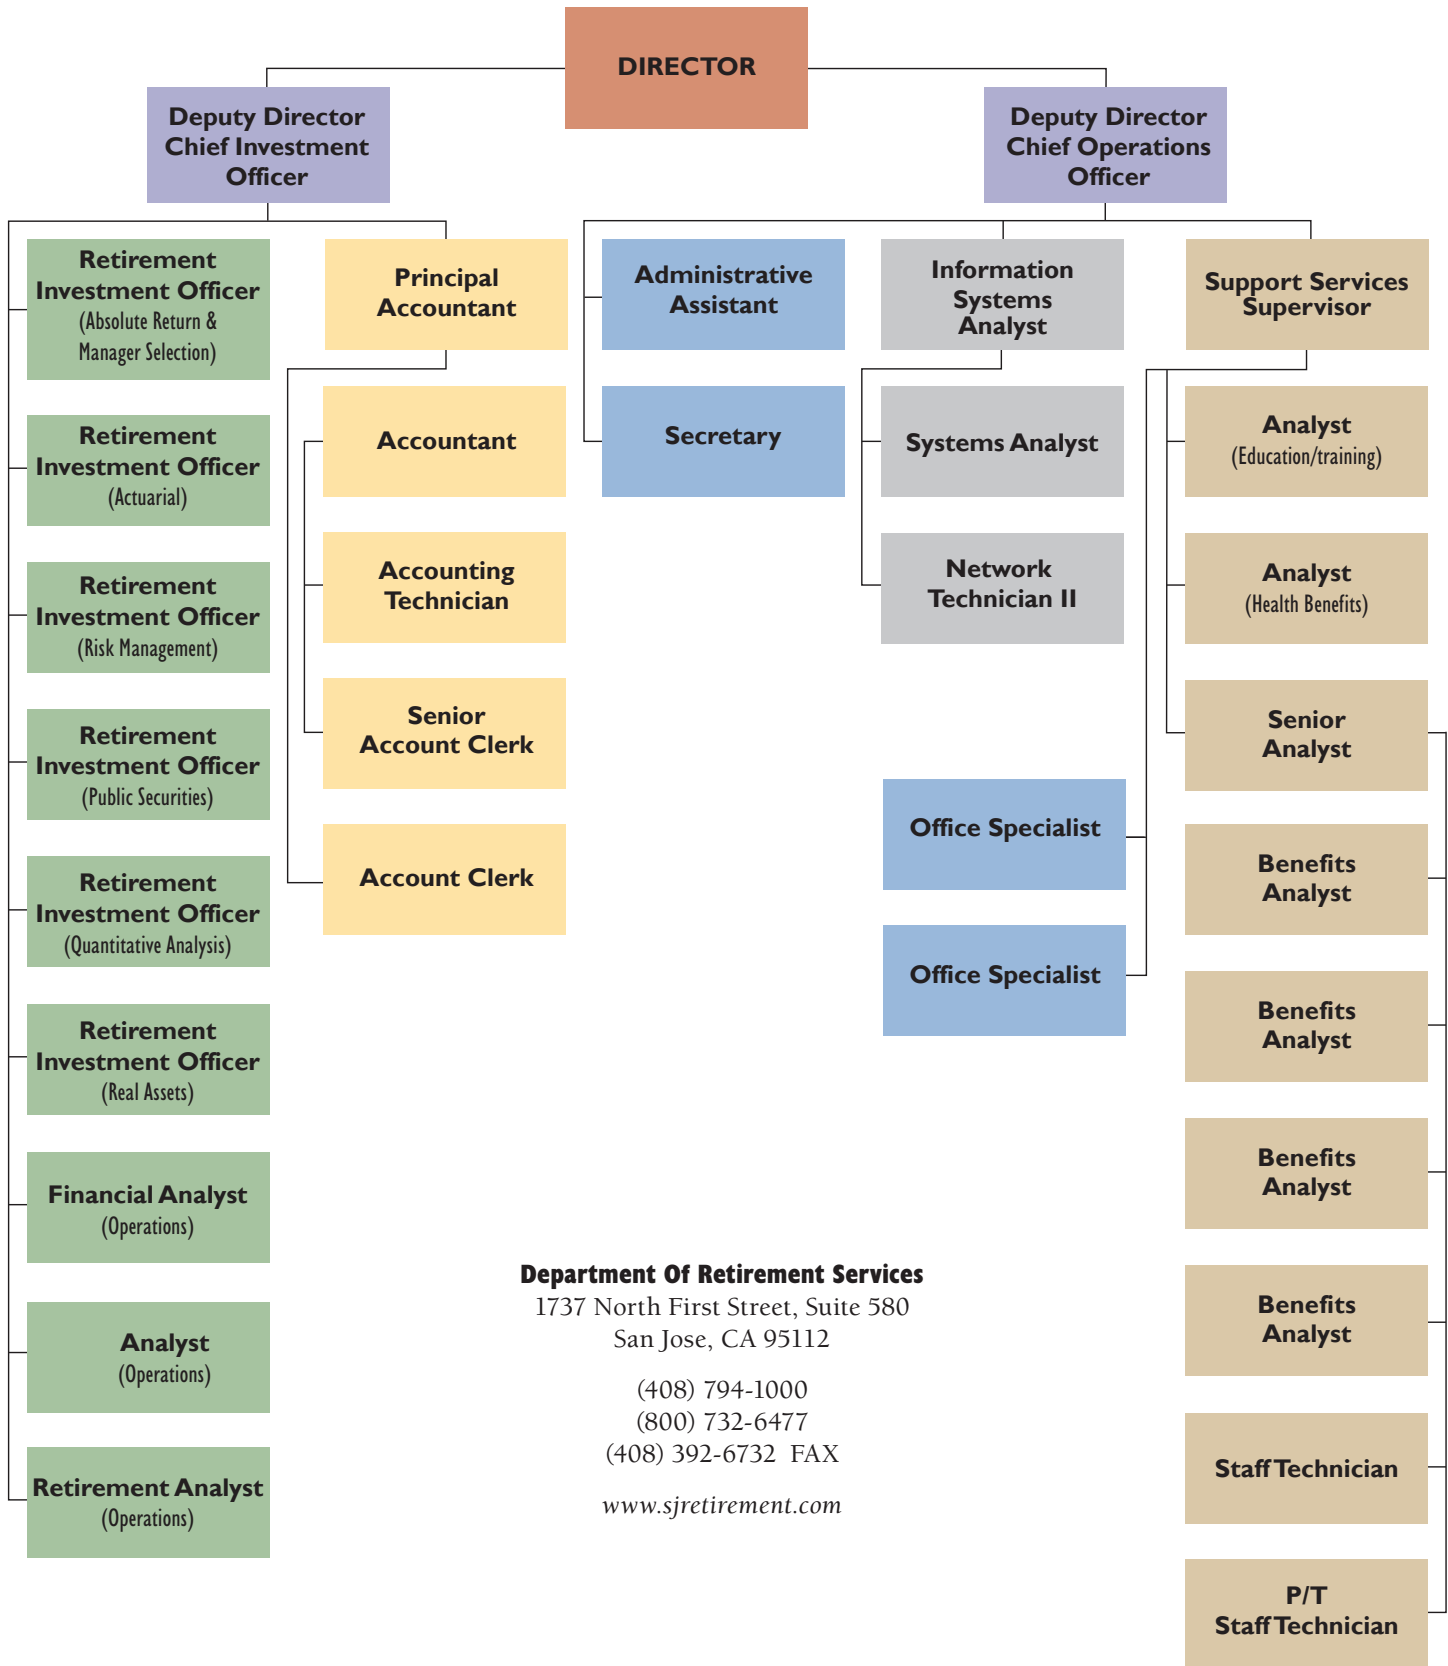 DIRECTOR
Deputy Director
Chief Investment
Officer
Deputy Director
Chief Operations
Officer
Retirement
Investment Officer
(Absolute Return &
Manager Selection)
Retirement
Investment Officer
(Actuarial)
Retirement
Investment Officer
(Risk Management)
Retirement
Investment Officer
(Public Securities)
Retirement
Investment Officer
(Quantitative Analysis)
Retirement
Investment Officer
(Real Assets)
Financial Analyst
(Operations)
Analyst
(Operations)
Retirement Analyst
(Operations)
Principal
Accountant
Accountant
Accounting
Technician
Senior
Account Clerk
Account Clerk
Administrative
Assistant
Secretary
Information
Systems
Analyst
Systems Analyst
Network
Technician II
Office Specialist
Office Specialist
Support Services
Supervisor
Analyst
(Education/training)
Analyst
(Health Benefits)
Senior
Analyst
Benefits
Analyst
Benefits
Analyst
Benefits
Analyst
Benefits
Analyst
Staff Technician
P/T
Staff Technician
Department Of Retirement Services
1737 North First Street, Suite 580
San Jose, CA 95112
(408) 794-1000
(800) 732-6477
(408) 392-6732 FAX
www.sjretirement.com